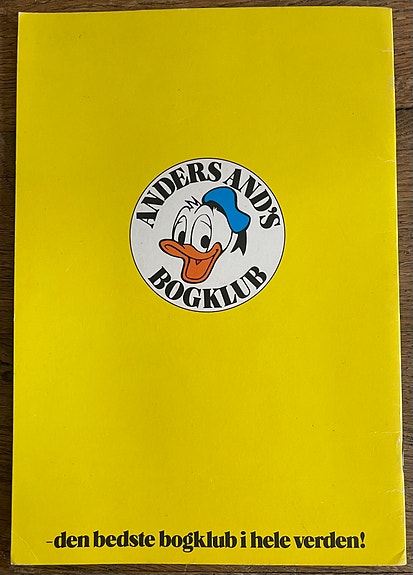 ANDERS AND'S
BOGKLUB
-den bedste bogklub i hele verden!